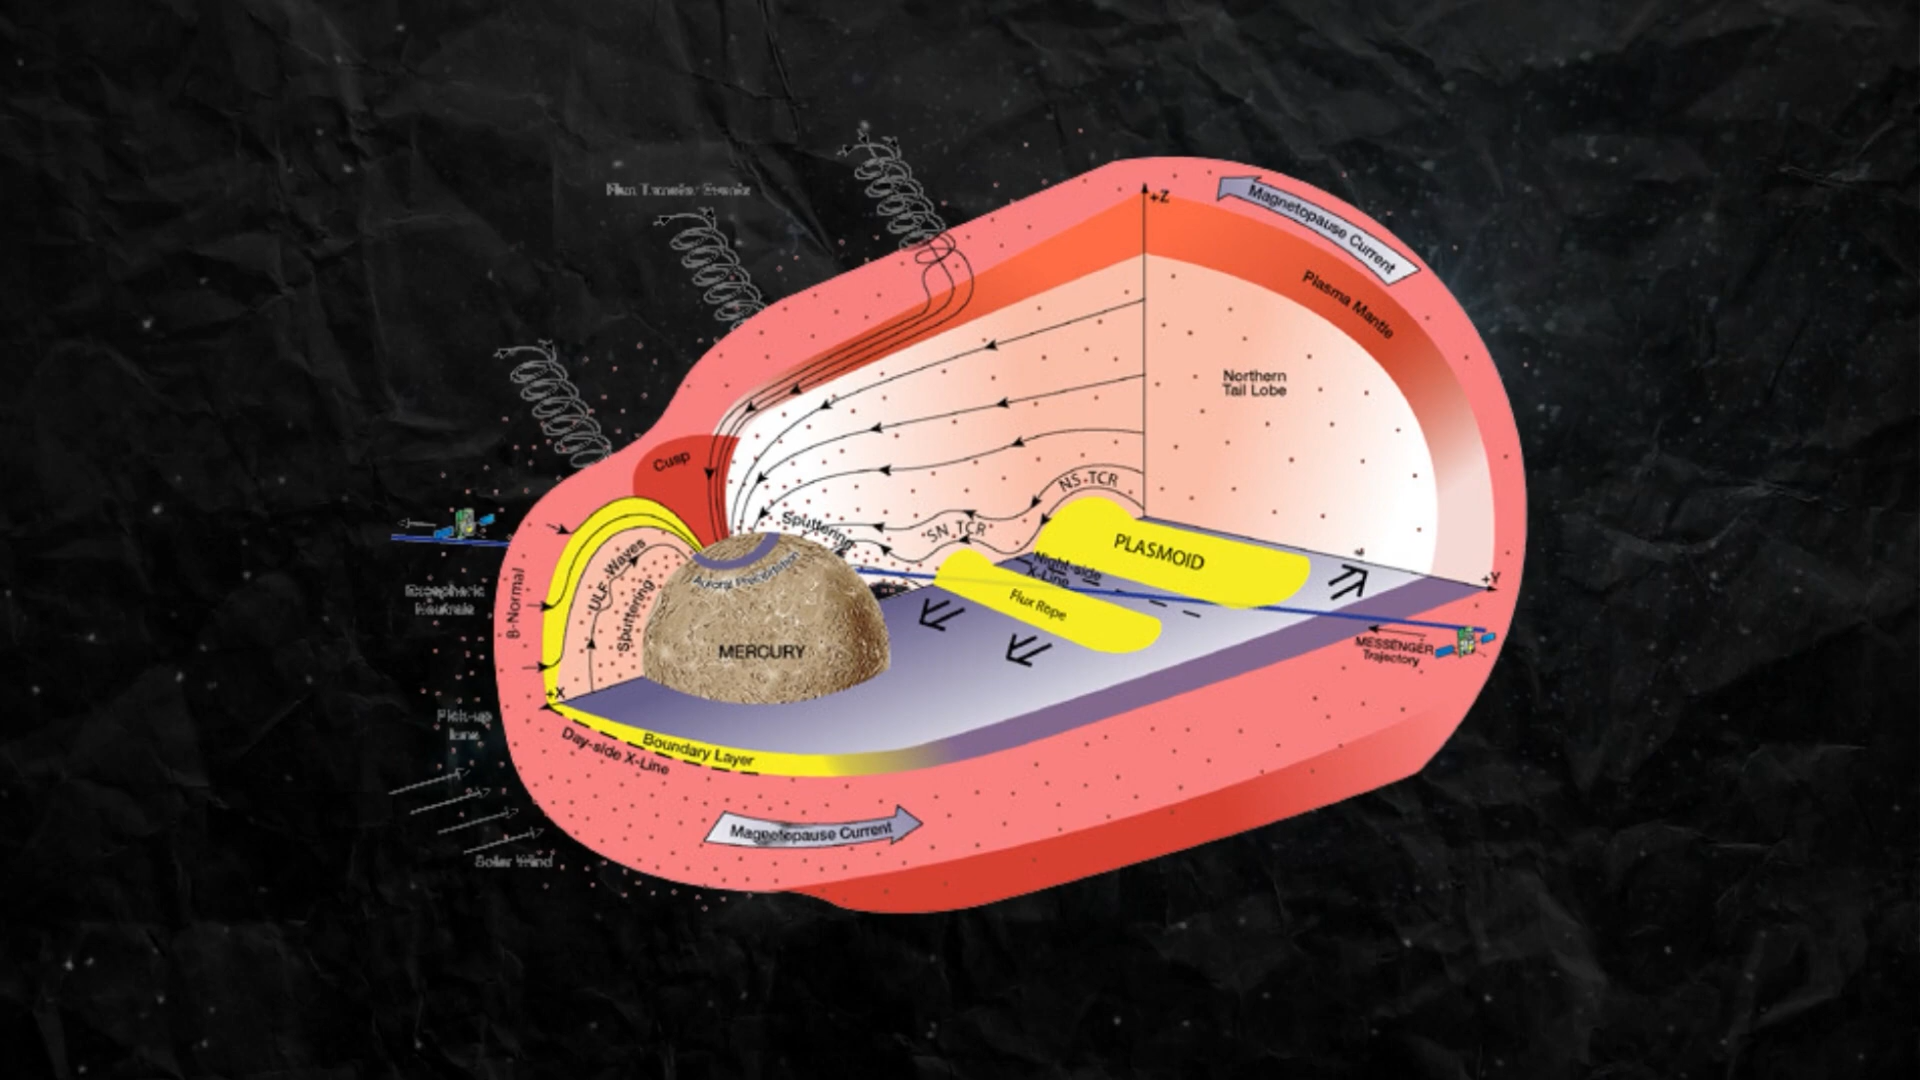 Flux Transfer Events
Magnetopause Current
+Z
Plasma Mantle
Northern
Tail Lobe
Cusp
NS TCR
SN TCR
Sputtering
PLASMOID
Night-side
X-Line
Flux Rope
+Y
ULF Waves
Sputtering
Auroral Precipitation
MERCURY
B-Normal
Exospheric
Neutrals
MESSENGER
Trajectory
+X
Pick-up
Ions
Boundary Layer
Day-side X-Line
Magnetopause Current
Solar Wind